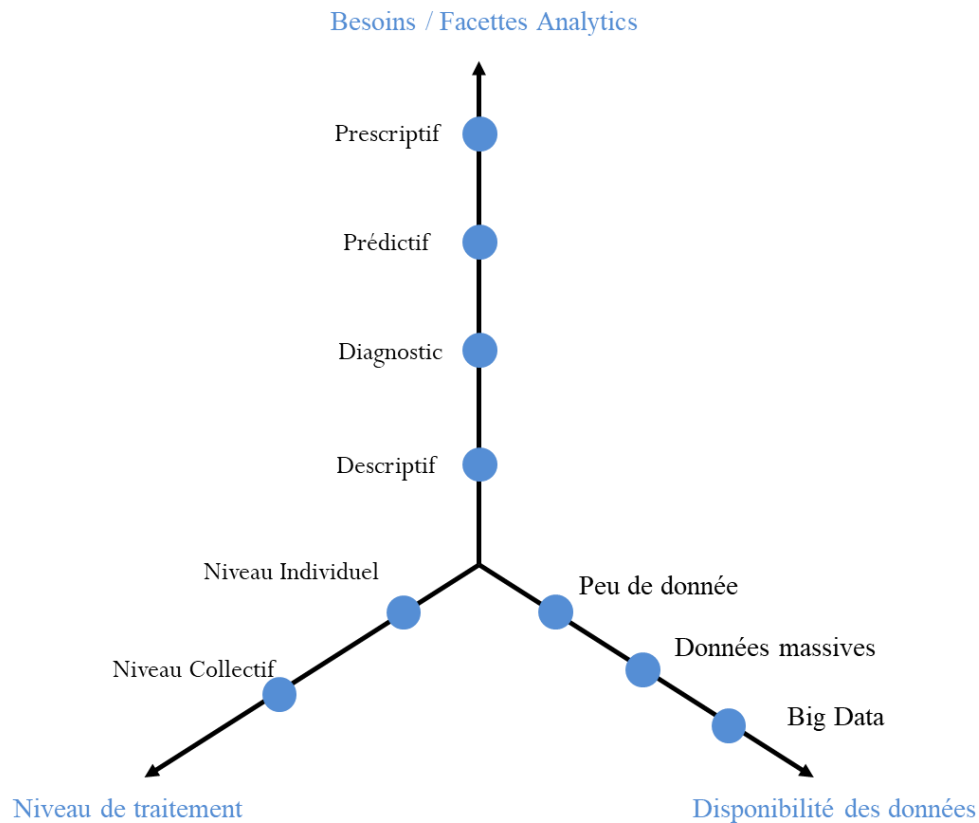 Besoins / Facettes Analytics
Prescriptif
Prédictif
Diagnostic
Descriptif
Niveau Individuel
Peu de donnée
Données massives
Niveau Collectif
Big Data
Niveau de traitement
Disponibilité des données